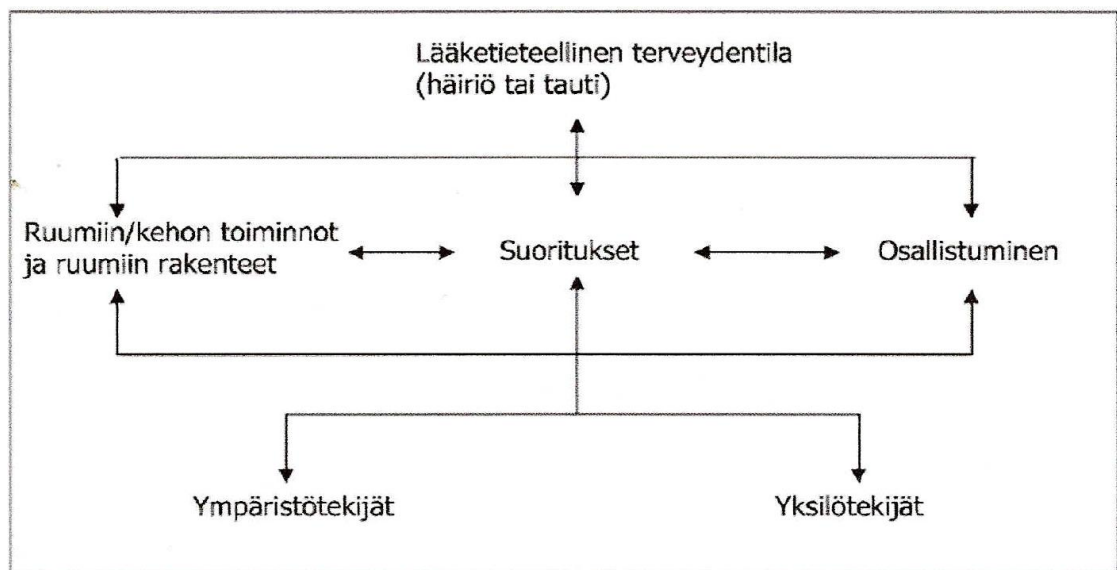 Lääketieteellinen terveydentila
(häiriö tai tauti)
Ruumiin/kehon toiminnot
ja ruumiin rakenteet
Suoritukset
Osallistuminen
Ympäristötekijät
Yksilötekijät